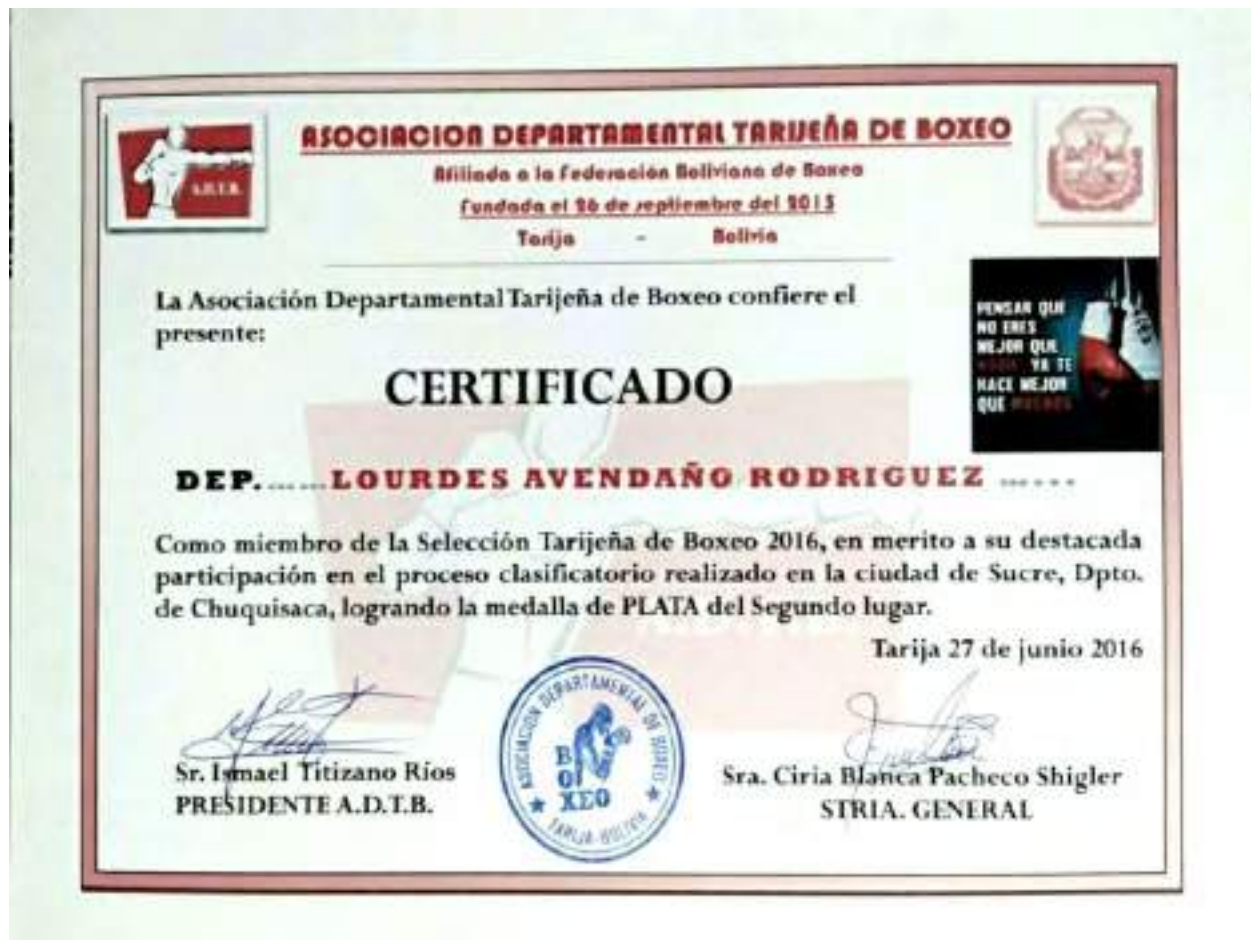 ASOCIACION DEPARTAMENTAL TARIJEÑA DE BOXEO
Afiliada a la Federación Boliviana de Boxeo
Fundada el 26 de septiembre del 2015
Tarija - Bolivia
A.D.T.B.
La Asociación Departamental Tarijeña de Boxeo confiere el
presente:
PENSAR QUE
NO ERES
MEJOR QUE
NADIE YA TE
HACE MEJOR
QUE MUCHOS
CERTIFICADO
DEP. ...... LOURDES AVENDAÑO RODRIGUEZ ......
Como miembro de la Selección Tarijeña de Boxeo 2016, en merito a su destacada
participación en el proceso clasificatorio realizado en la ciudad de Sucre, Dpto.
de Chuquisaca, logrando la medalla de PLATA del Segundo lugar.
Tarija 27 de junio 2016
Sr. Ismael Titizano Ríos
PRESIDENTE A.D.T.B.
ASOCIACION DEPARTAMENTAL DE BOXEO
BOXEO
TARIJA-BOLIVIA
Sra. Ciria Blanca Pacheco Shigler
STRIA. GENERAL